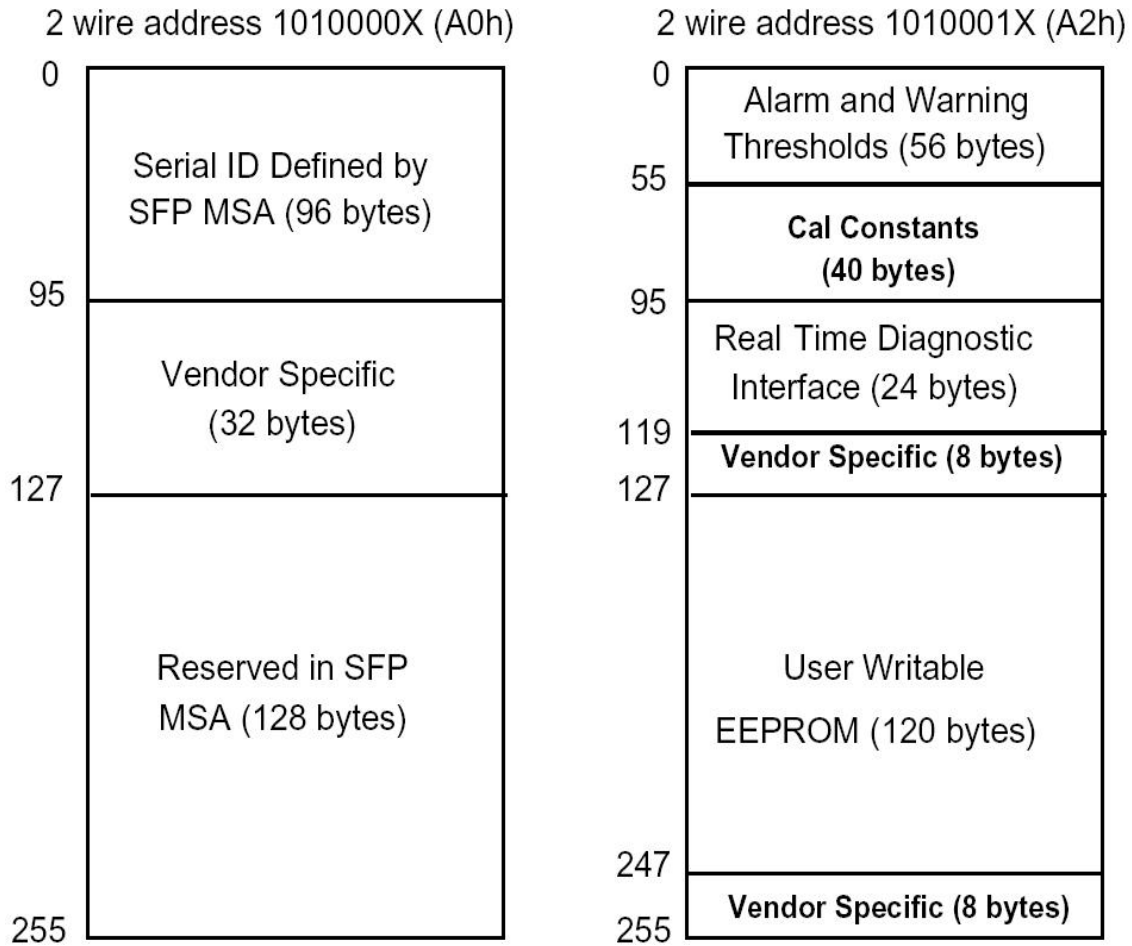 2 wire address 1010000X (A0h)
0
Serial ID Defined by
SFP MSA (96 bytes)
95
Vendor Specific
(32 bytes)
127
Reserved in SFP
MSA (128 bytes)
255
2 wire address 1010001X (A2h)
0
Alarm and Warning
Thresholds (56 bytes)
55
Cal Constants
(40 bytes)
95
Real Time Diagnostic
Interface (24 bytes)
119
Vendor Specific (8 bytes)
127
User Writable
EEPROM (120 bytes)
247
Vendor Specific (8 bytes)
255